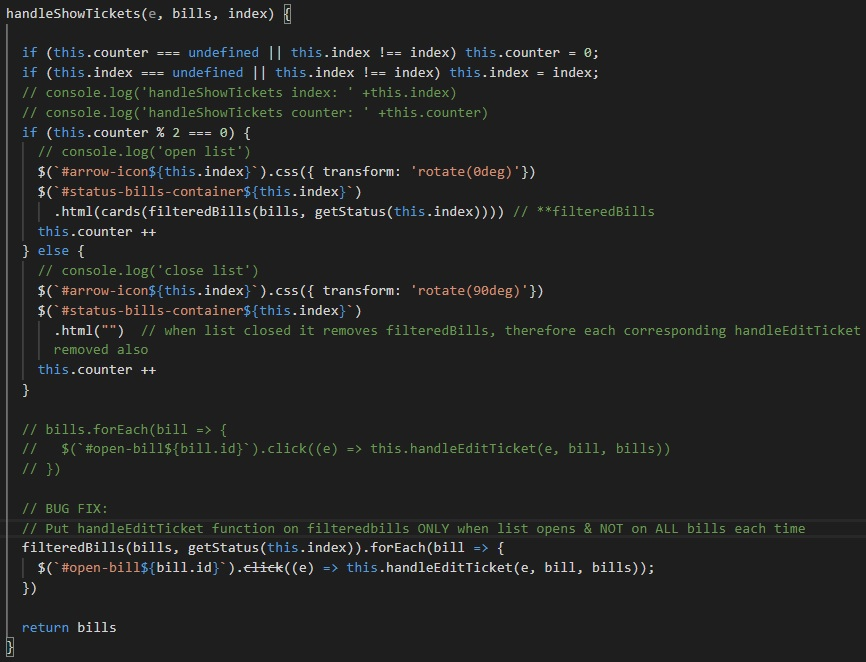 handleShowTickets(e, bills, index) {
if (this.counter === undefined || this.index !== index) this.counter = 0;
if (this.index === undefined || this.index !== index) this.index = index;
// console.log('handleShowTickets index: ' +this.index)
// console.log('handleShowTickets counter: ' +this.counter)
if (this.counter % 2 === 0) {
// console.log('open list')
$(`#arrow-icon${this.index}`).css({ transform: 'rotate(0deg)'})
$(`#status-bills-container${this.index}`)
.html(cards(filteredBills(bills, getStatus(this.index)))) // **filteredBills
this.counter ++
} else {
// console.log('close list')
$(`#arrow-icon${this.index}`).css({ transform: 'rotate(90deg)'})
$(`#status-bills-container${this.index}`)
.html("")  // when list closed it removes filteredBills, therefore each corresponding handleEditTicket
removed also
this.counter ++
}
// bills.forEach(bill => {
//   $(`#open-bill${bill.id}`).click((e) => this.handleEditTicket(e, bill, bills))
// })
// BUG FIX:
// Put handleEditTicket function on filteredbills ONLY when list opens & NOT on ALL bills each time
filteredBills(bills, getStatus(this.index)).forEach(bill => {
$(`#open-bill${bill.id}`).click((e) => this.handleEditTicket(e, bill, bills));
})
return bills
}